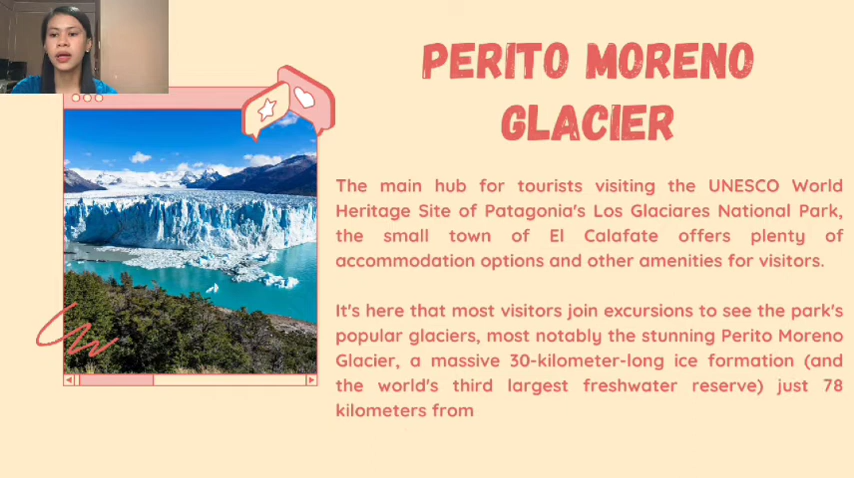 PERITO MORENO
GLACIER
The main hub for tourists visiting the UNESCO World
Heritage Site of Patagonia's Los Glaciares National Park,
the small town of El Calafate offers plenty of
accommodation options and other amenities for visitors.
It's here that most visitors join excursions to see the park's
popular glaciers, most notably the stunning Perito Moreno
Glacier, a massive 30-kilometer-long ice formation (and
the world's third largest freshwater reserve) just 78
kilometers from